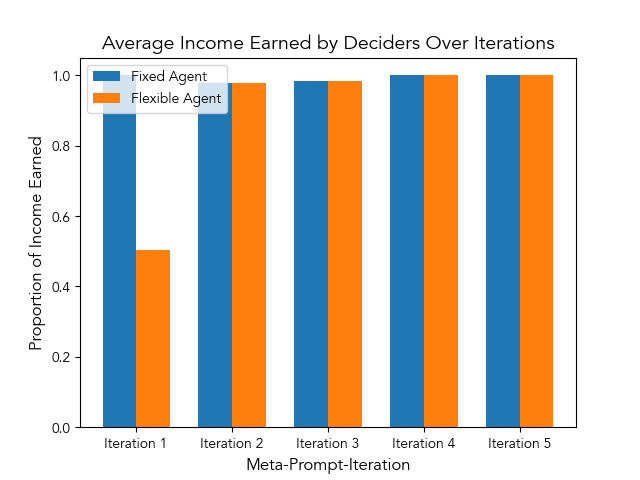 Average Income Earned by Deciders Over Iterations
Fixed Agent
Flexible Agent
Proportion of Income Earned
1.0
0.8
0.6
0.4
0.2
0.0
Iteration 1
Iteration 2
Iteration 3
Iteration 4
Iteration 5
Meta-Prompt-Iteration